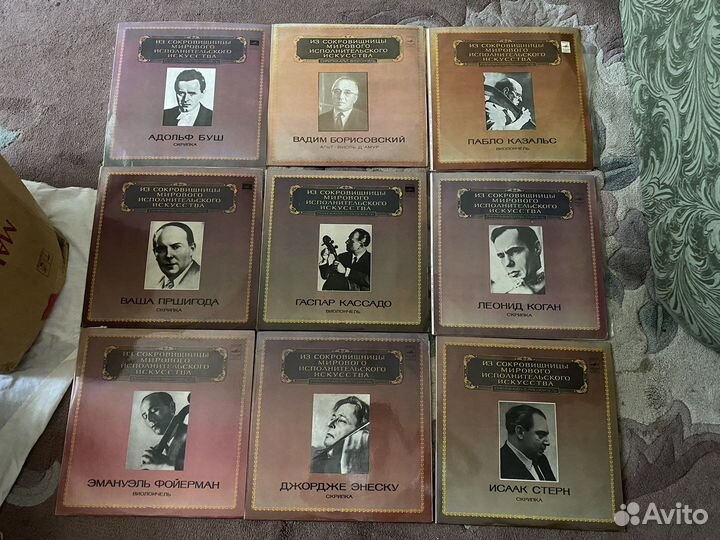 ИЗ СОКРОВИЩНИЦЫ
МИРОВОГО
ИСПОЛНИТЕЛЬСКОГО
ИСКУССТВА
АДОЛЬФ БУШ
СКРИПКА
ИЗ СОКРОВИЩНИЦЫ
МИРОВОГО
ИСПОЛНИТЕЛЬСКОГО
ИСКУССТВА
ВАДИМ БОРИСОВСКИЙ
АЛЬТ · ВИОЛЬ Д'АМУР
ИЗ СОКРОВИЩНИЦЫ
МИРОВОГО
ИСПОЛНИТЕЛЬСКОГО
ИСКУССТВА
ПАБЛО КАЗАЛЬС
ВИОЛОНЧЕЛЬ
ИЗ СОКРОВИЩНИЦЫ
МИРОВОГО
ИСПОЛНИТЕЛЬСКОГО
ИСКУССТВА
ВАША ПРШИГОДА
СКРИПКА
ИЗ СОКРОВИЩНИЦЫ
МИРОВОГО
ИСПОЛНИТЕЛЬСКОГО
ИСКУССТВА
ГАСПАР КАССАДО
ВИОЛОНЧЕЛЬ
ИЗ СОКРОВИЩНИЦЫ
МИРОВОГО
ИСПОЛНИТЕЛЬСКОГО
ИСКУССТВА
ЛЕОНИД КОГАН
СКРИПКА
ИЗ СОКРОВИЩНИЦЫ
МИРОВОГО
ИСПОЛНИТЕЛЬСКОГО
ИСКУССТВА
ЭМАНУЭЛЬ ФОЙЕРМАН
ВИОЛОНЧЕЛЬ
ИЗ СОКРОВИЩНИЦЫ
МИРОВОГО
ИСПОЛНИТЕЛЬСКОГО
ИСКУССТВА
ДЖОРДЖЕ ЭНЕСКУ
СКРИПКА
ИЗ СОКРОВИЩНИЦЫ
МИРОВОГО
ИСПОЛНИТЕЛЬСКОГО
ИСКУССТВА
ИСААК СТЕРН
СКРИПКА
Avito